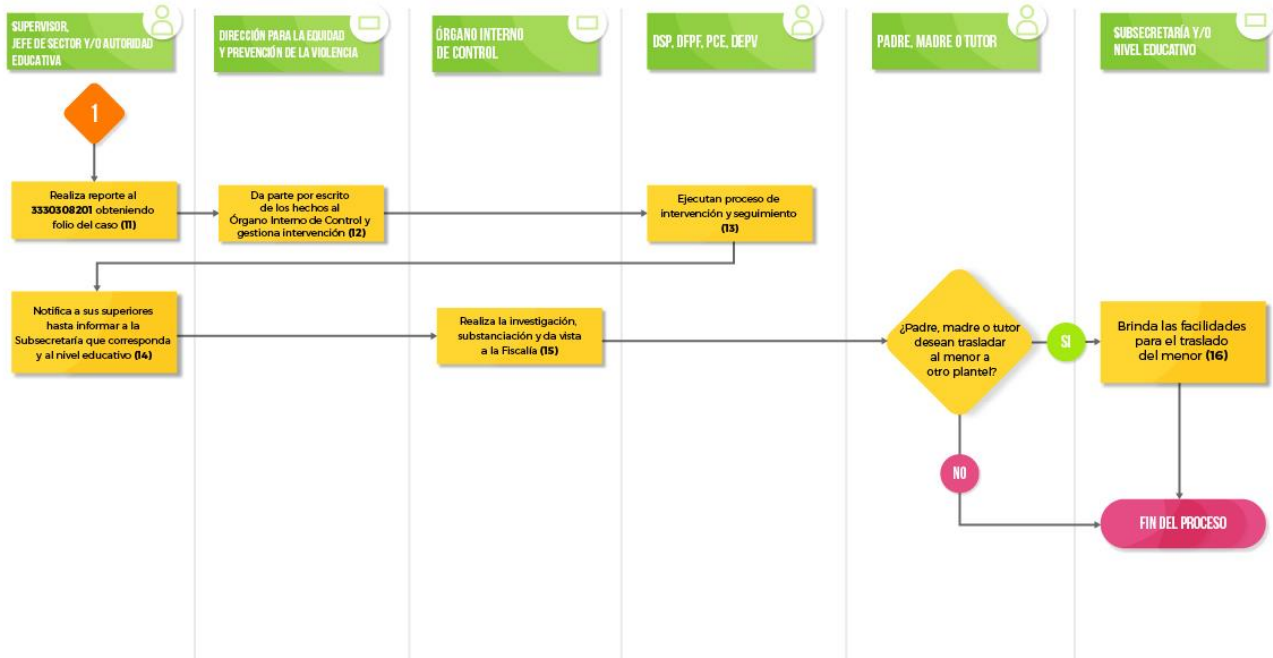 SUPERVISOR,
JEFE DE SECTOR Y/O AUTORIDAD
EDUCATIVA
DIRECCIÓN PARA LA EQUIDAD
Y PREVENCIÓN DE LA VIOLENCIA
ÓRGANO INTERNO
DE CONTROL
DSP, DFPF, PCE, DEPV
PADRE, MADRE O TUTOR
SUBSECRETARÍA Y/O
NIVEL EDUCATIVO
1
Realiza reporte al
3330308201 obteniendo
folio del caso (11)
Da parte por escrito
de los hechos al
Órgano Interno de Control y
gestiona intervención (12)
Ejecutan proceso de
intervención y seguimiento
(13)
Notifica a sus superiores
hasta informar a la
Subsecretaría que corresponda
y al nivel educativo (14)
Realiza la investigación,
substanciación y da vista
a la Fiscalía (15)
¿Padre, madre o tutor
desean trasladar
al menor a
otro plantel?
SI
Brinda las facilidades
para el traslado
del menor (16)
NO
FIN DEL PROCESO